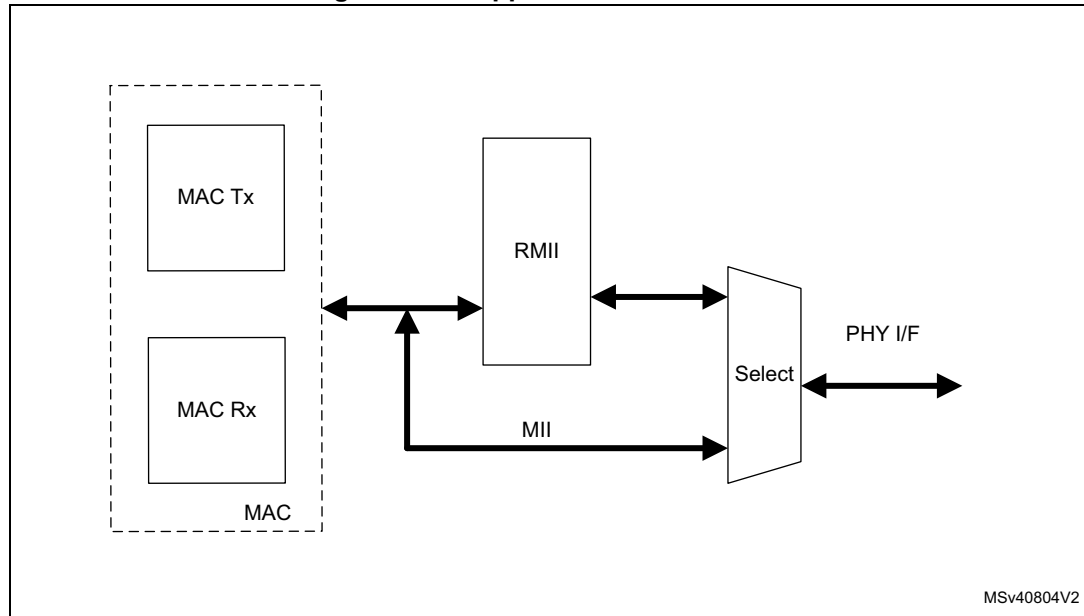 MAC Tx
RMII
PHY I/F
Select
MAC Rx
MII
MAC
MSv40804V2